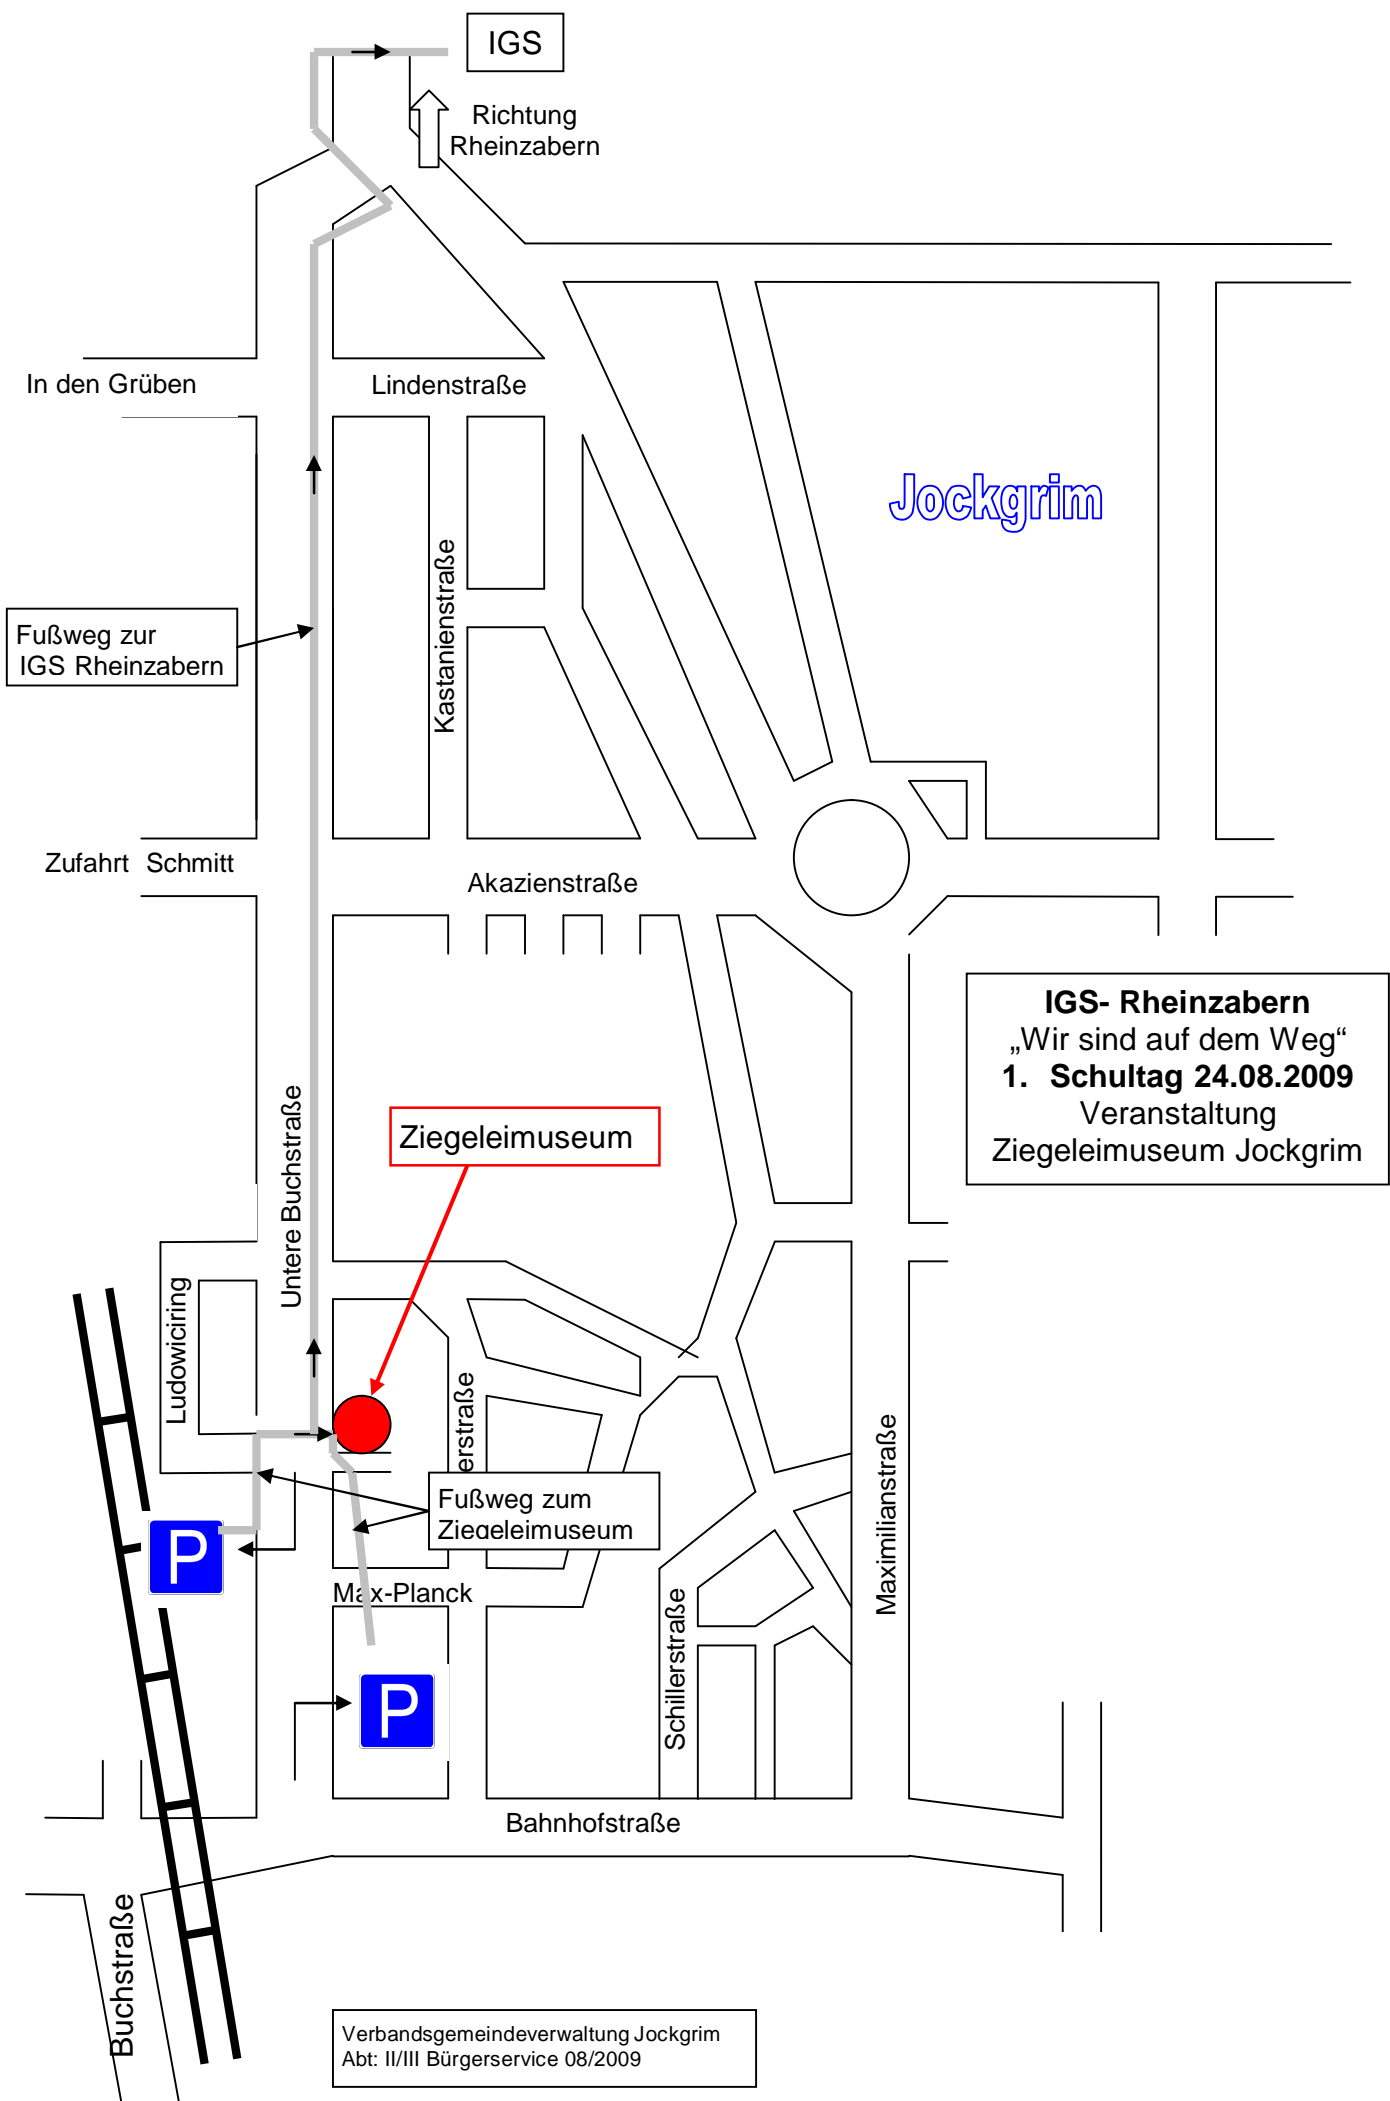 IGS
Richtung
Rheinzabern
In den Grüben
Lindenstraße
Jockgrim
Kastanienstraße
Fußweg zur
IGS Rheinzabern
Zufahrt Schmitt
Akazienstraße
IGS- Rheinzabern
„Wir sind auf dem Weg“
1. Schultag 24.08.2009
Veranstaltung
Ziegeleimuseum Jockgrim
Untere Buchstraße
Ziegeleimuseum
Ludowiciring
erstraße
Maximilianstraße
Fußweg zum
Ziegeleimuseum
P
Max-Planck
Schillerstraße
P
Bahnhofstraße
Buchstraße
Verbandsgemeindeverwaltung Jockgrim
Abt: II/III Bürgerservice 08/2009